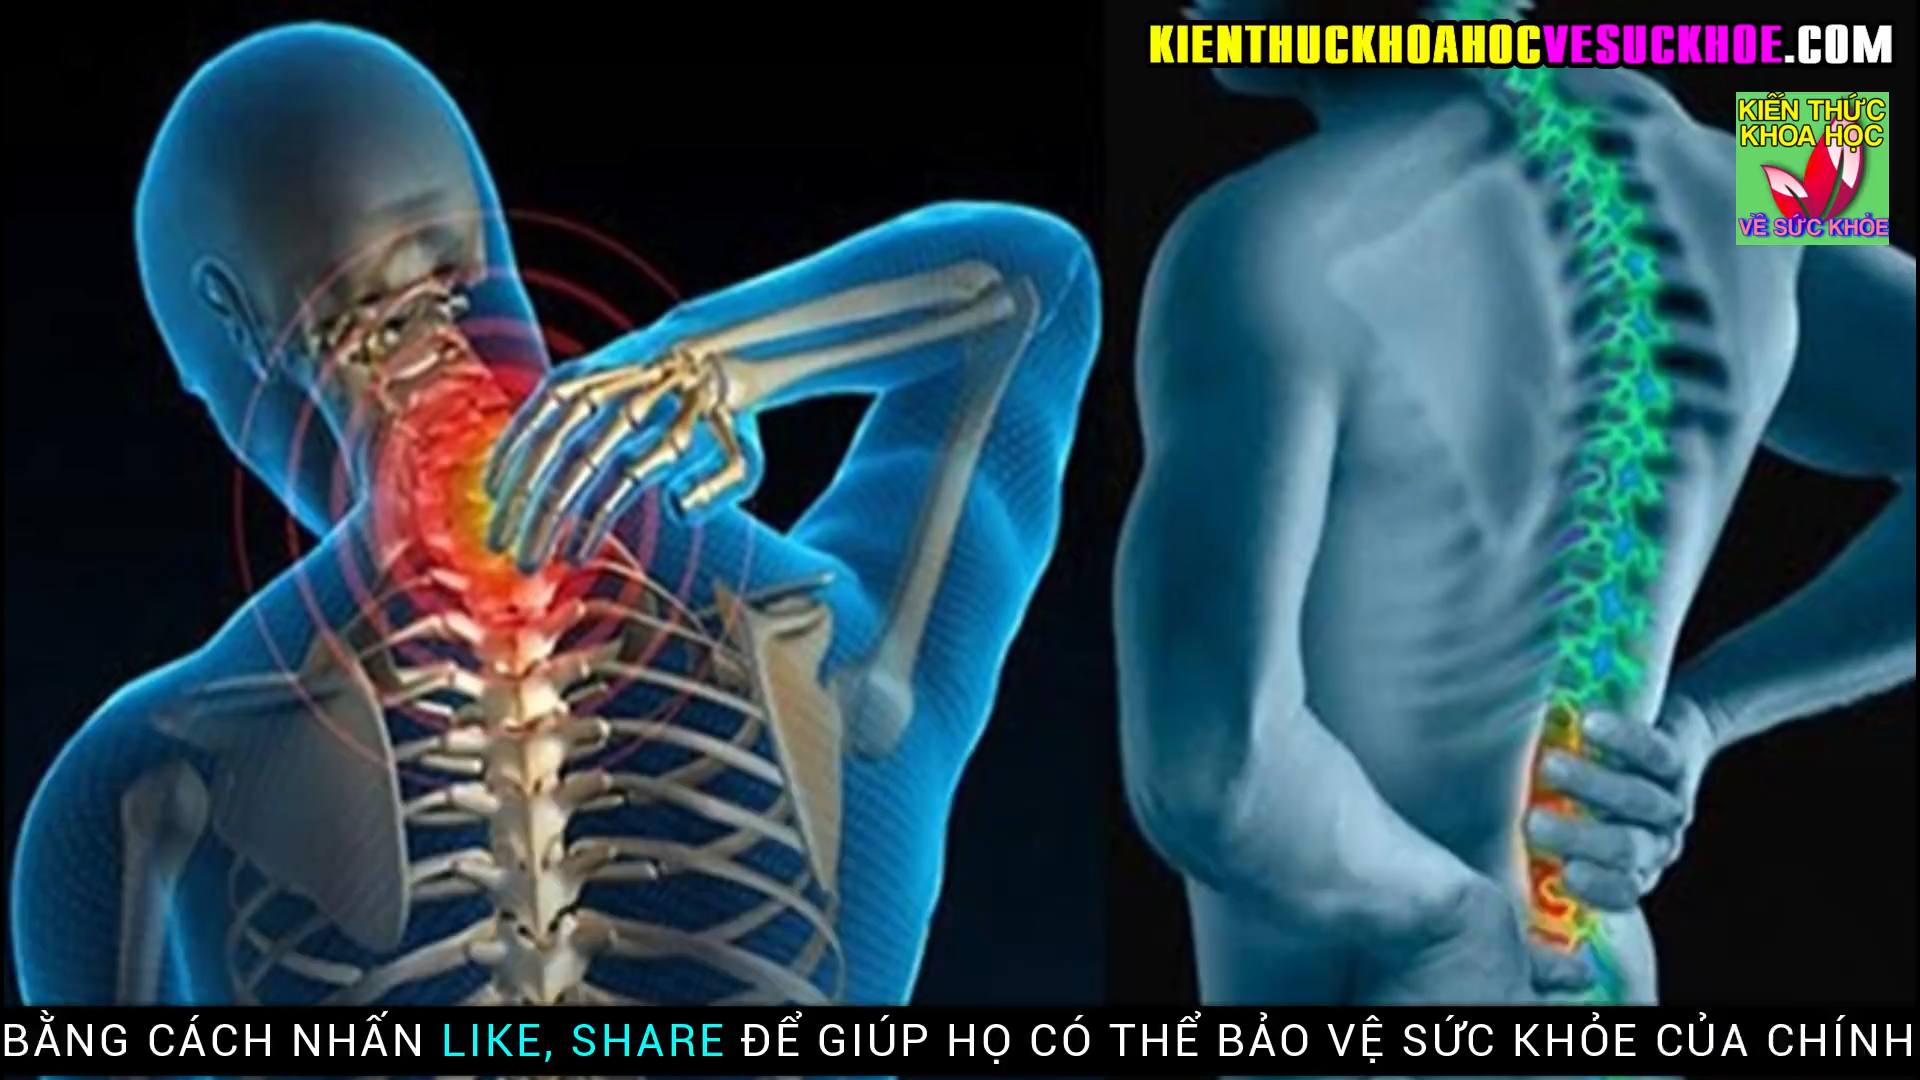 KIENTHUCKHOAHOCVESUCKHOE.COM
KIẾN THỨC
KHOA HỌC
VỀ SỨC KHỎE
BẰNG CÁCH NHẤN LIKE, SHARE ĐỂ GIÚP HỌ CÓ THỂ BẢO VỆ SỨC KHỎE CỦA CHÍNH